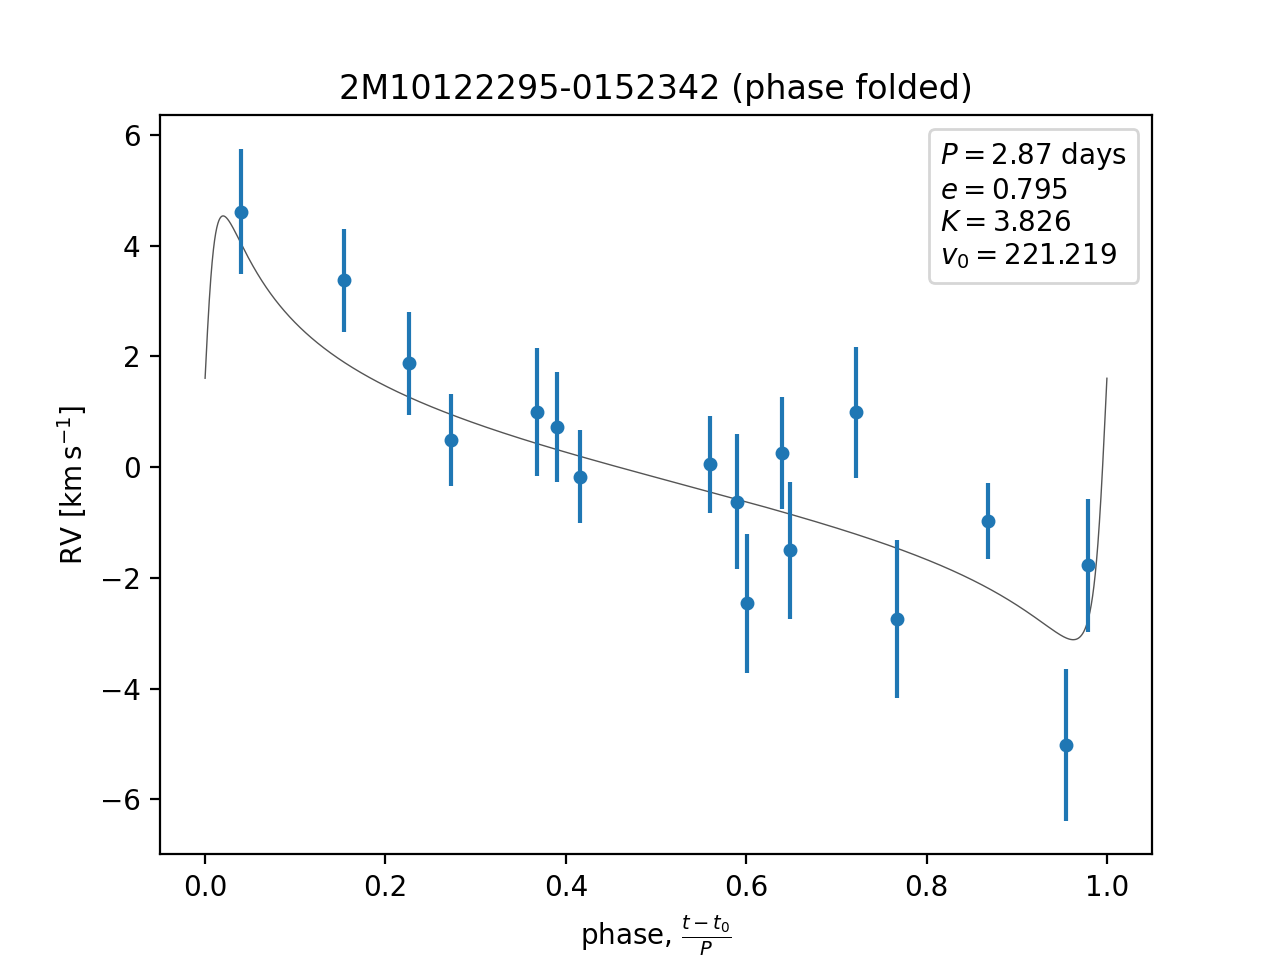 2M10122295-0152342 (phase folded)
P = 2.87 days
e = 0.795
K = 3.826
v₀ = 221.219
RV [km s⁻¹]
6
4
2
0
−2
−4
−6
0.0 0.2 0.4 0.6 0.8 1.0
phase, (t − t₀)/P